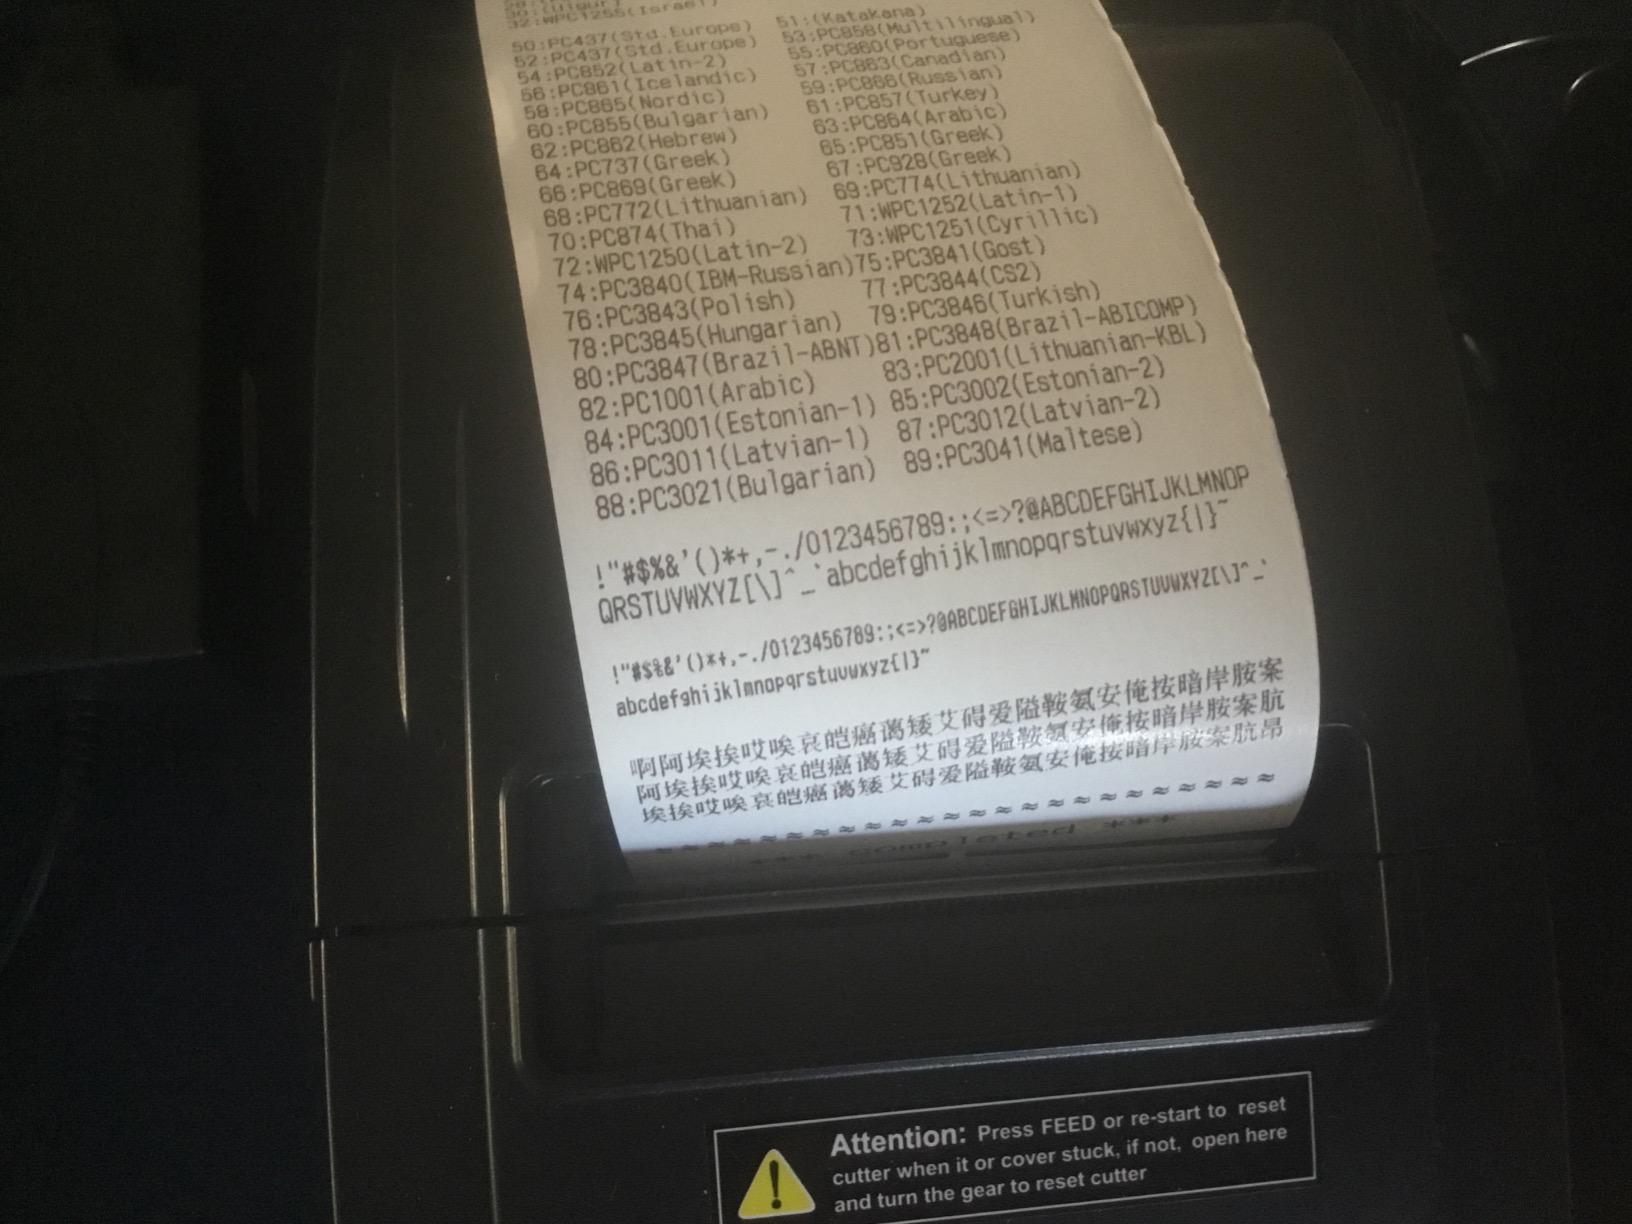 30:(Uigur)
32:WPC1255(Israel)
50:PC437(Std.Europe) 51:(Katakana)
52:PC437(Std.Europe) 53:PC858(Multilingual)
54:PC852(Latin-2) 55:PC860(Portuguese)
56:PC861(Icelandic) 57:PC863(Canadian)
58:PC865(Nordic) 59:PC866(Russian)
60:PC855(Bulgarian) 61:PC857(Turkey)
62:PC862(Hebrew) 63:PC864(Arabic)
64:PC737(Greek) 65:PC851(Greek)
66:PC869(Greek) 67:PC928(Greek)
68:PC772(Lithuanian) 69:PC774(Lithuanian)
70:PC874(Thai) 71:WPC1252(Latin-1)
72:WPC1250(Latin-2) 73:WPC1251(Cyrillic)
74:PC3840(IBM-Russian)75:PC3841(Gost)
76:PC3843(Polish) 77:PC3844(CS2)
78:PC3845(Hungarian) 79:PC3846(Turkish)
80:PC3847(Brazil-ABNT)81:PC3848(Brazil-ABICOMP)
82:PC1001(Arabic) 83:PC2001(Lithuanian-KBL)
84:PC3001(Estonian-1) 85:PC3002(Estonian-2)
86:PC3011(Latvian-1) 87:PC3012(Latvian-2)
88:PC3021(Bulgarian) 89:PC3041(Maltese)
!"#$%&'()*+,-./0123456789:;<=>?@ABCDEFGHIJKLMNOP
QRSTUVWXYZ[\]^_`abcdefghijklmnopqrstuvwxyz{|}~
!"#$%&'()*+,-./0123456789:;<=>?@ABCDEFGHIJKLMNOPQRSTUVWXYZ[\]^_`
abcdefghijklmnopqrstuvwxyz{|}~
啊阿埃挨哎唉哀皑癌蔼矮艾碍爱隘鞍氨安俺按暗岸胺案
阿埃挨哎唉哀皑癌蔼矮艾碍爱隘鞍氨安俺按暗岸胺案肮
埃挨哎唉哀皑癌蔼矮艾碍爱隘鞍氨安俺按暗岸胺案肮昂
≈≈≈≈≈≈≈≈≈≈≈≈≈≈≈≈≈≈≈≈≈≈≈≈
*** completed ***
Attention: Press FEED or re-start to reset
cutter when it or cover stuck, if not, open here
and turn the gear to reset cutter